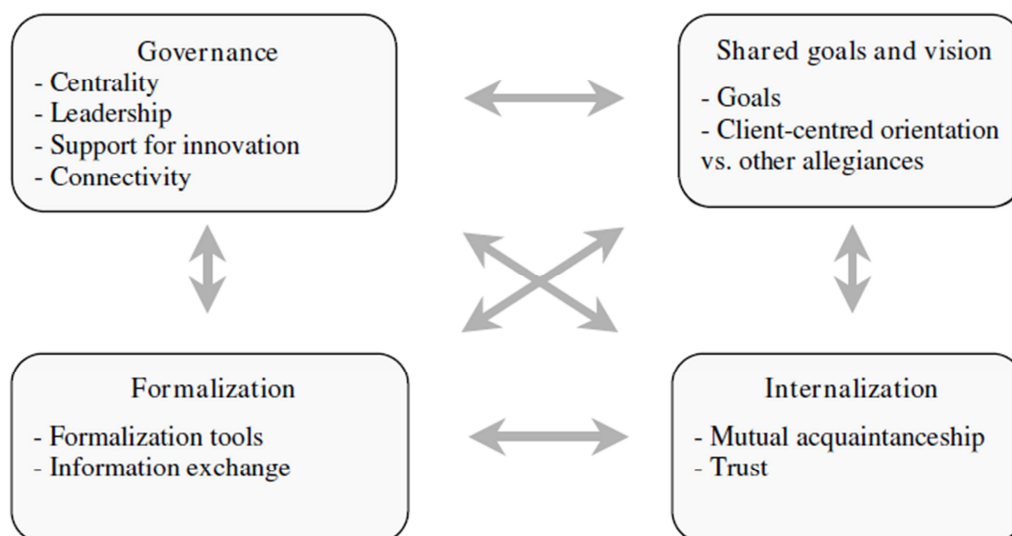 Governance
- Centrality
- Leadership
- Support for innovation
- Connectivity
Shared goals and vision
- Goals
- Client-centred orientation
vs. other allegiances
Formalization
- Formalization tools
- Information exchange
Internalization
- Mutual acquaintanceship
- Trust